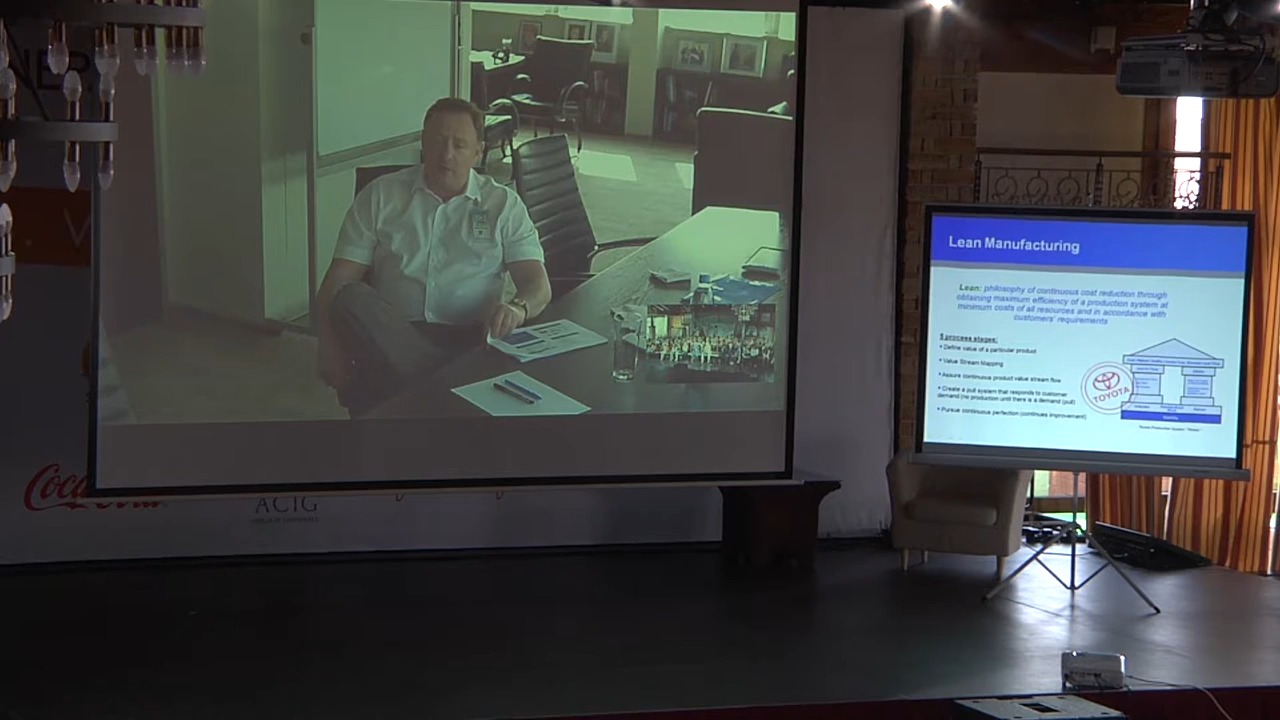 NER
W
Coca
ACIG
Lean Manufacturing
Lean: philosophy of continuous cost reduction through
obtaining maximum efficiency of a production system at
minimum costs of all resources and in accordance with
customers' requirements
5 process stages:
• Define value of a particular product
• Value Stream Mapping
• Assure continuous product value stream flow
• Create a pull system that responds to customer
demand (no production until there is a demand (pull)
• Pursue continuous perfection (continues improvement)
TOYOTA